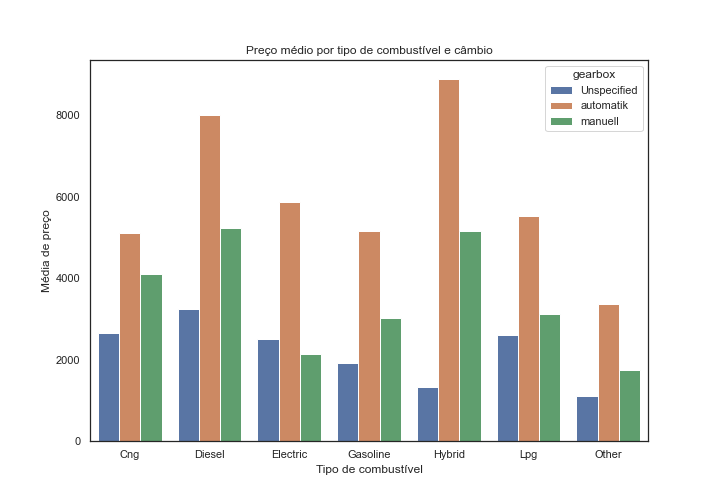 Preço médio por tipo de combustível e câmbio
gearbox
Unspecified
automatik
manuell
Média de preço
8000
6000
4000
2000
0
Cng Diesel Electric Gasoline Hybrid Lpg Other
Tipo de combustível